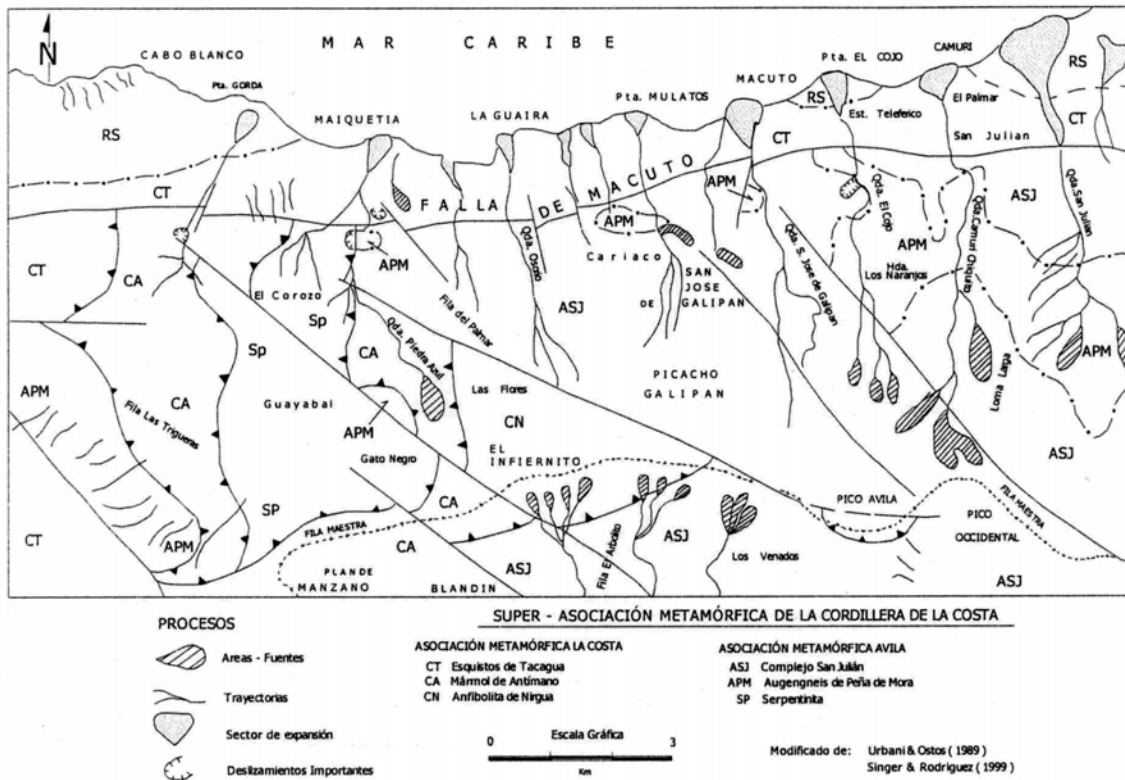 MAR CARIBE
N
CABO BLANCO
Pta. GORDA
MAIQUETIA
LA GUAIRA
Pta. MULATOS
MACUTO
Pta. EL COJO
CAMURI
RS
RS
RS
El Palmar
Est. Teleferico
San Julian
CT
CT
CT
FALLA DE MACUTO
APM
APM
APM
APM
ASJ
Qda. San Julian
Qda. El Cojo
Qda. Camuri Chiquito
Hda.
Los Naranjos
Qda. S. Jose de Galipan
Cariaco
SAN
JOSE
DE
GALIPAN
Qda. Osorio
ASJ
CT
CA
El Corozo
Sp
Sp
Fila del Palmar
Qda. Piedra Azul
CA
APM
Loma Larga
PICACHO
GALIPAN
Las Flores
CN
APM
CA
Fila Las Trigueras
Guayabal
APM
Gato Negro
EL
INFIERNITO
ASJ
SP
CA
FILA MAESTRA
CA
PICO AVILA
FILA MAESTRA
PICO
OCCIDENTAL
CT
APM
PLAN DE
MANZANO
BLANDIN
ASJ
Fila El Arbolito
ASJ
Los Venados
ASJ
PROCESOS
Areas - Fuentes
Trayectorias
Sector de expansión
Deslizamientos Importantes
SUPER - ASOCIACIÓN METAMÓRFICA DE LA CORDILLERA DE LA COSTA
ASOCIACIÓN METAMÓRFICA LA COSTA
CT Esquistos de Tacagua
CA Mármol de Antímano
CN Anfibolita de Nirgua
ASOCIACIÓN METAMÓRFICA AVILA
ASJ Complejo San Julián
APM Augengneis de Peña de Mora
SP Serpentinita
Escala Gráfica
0 3
Km
Modificado de: Urbani & Ostos ( 1989 )
Singer & Rodriguez ( 1999 )